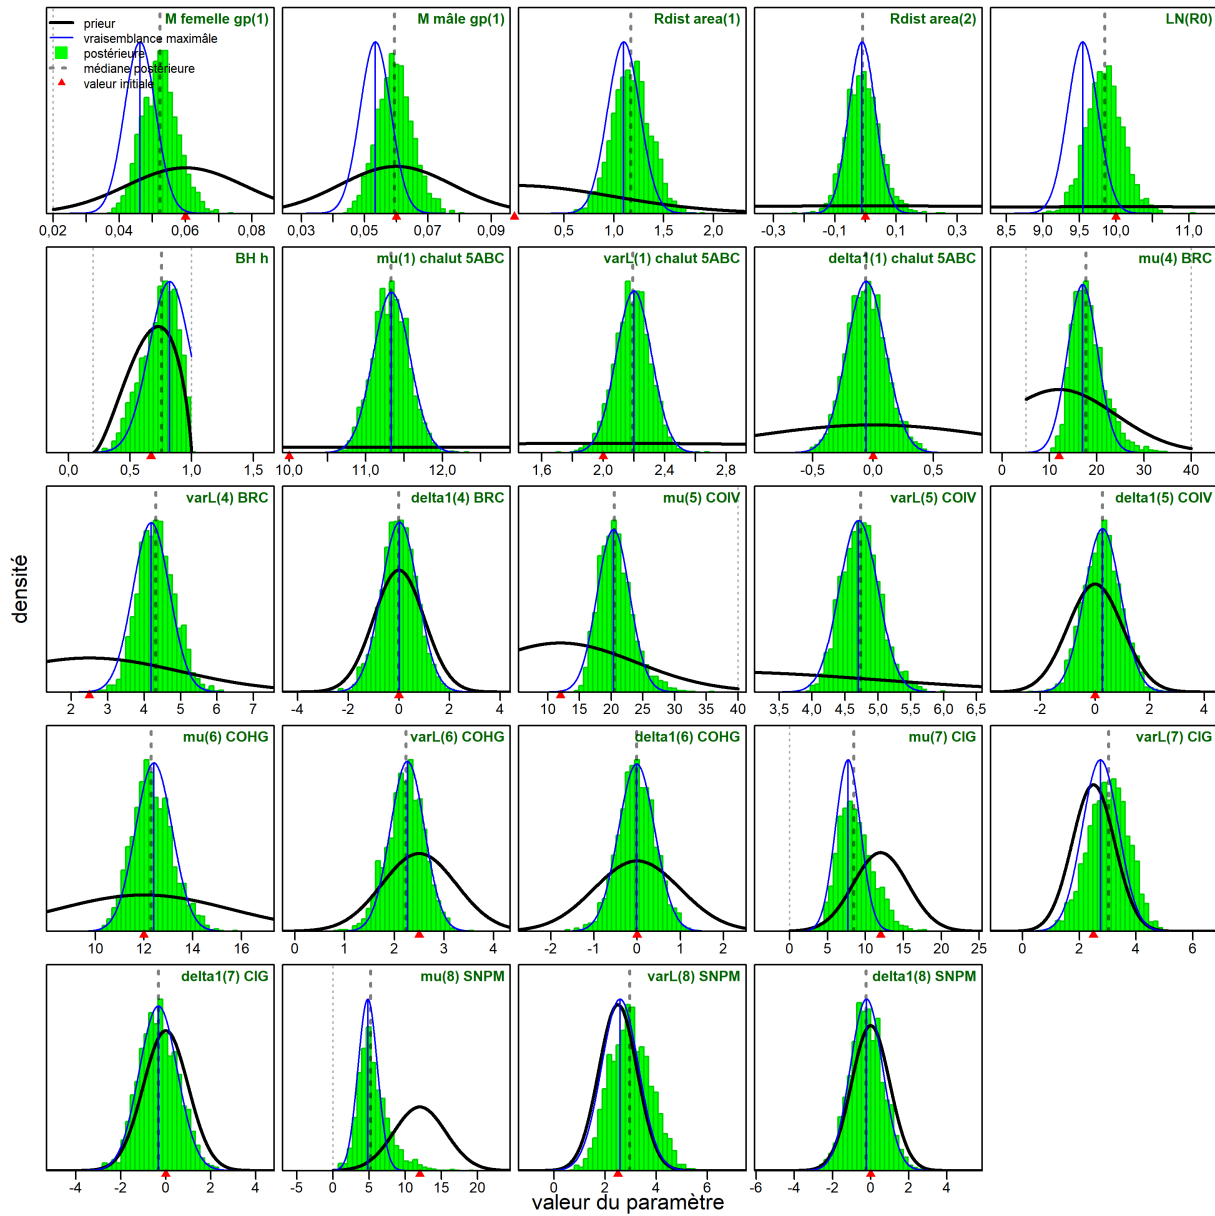 M femelle gp(1)
prieur
vraisemblance maximâle
postérieure
médiane postérieure
valeur initiale
0,02 0,04 0,06 0,08
M mâle gp(1)
0,03 0,05 0,07 0,09
Rdist area(1)
0,5 1,0 1,5 2,0
Rdist area(2)
-0,3 -0,1 0,1 0,3
LN(R0)
8,5 9,0 9,5 10,0 11,0
BH h
0,0 0,5 1,0 1,5
mu(1) chalut 5ABC
10,0 11,0 12,0
varL(1) chalut 5ABC
1,6 2,0 2,4 2,8
delta1(1) chalut 5ABC
-0,5 0,0 0,5
mu(4) BRC
0 10 20 30 40
varL(4) BRC
2 3 4 5 6 7
delta1(4) BRC
-4 -2 0 2 4
mu(5) COIV
10 15 20 25 30 35 40
varL(5) COIV
3,5 4,0 4,5 5,0 5,5 6,0 6,5
delta1(5) COIV
-2 0 2 4
mu(6) COHG
10 12 14 16
varL(6) COHG
0 1 2 3 4
delta1(6) COHG
-2 -1 0 1 2
mu(7) CIG
0 5 10 15 20 25
varL(7) CIG
0 2 4 6
delta1(7) CIG
-4 -2 0 2 4
mu(8) SNPM
-5 0 5 10 15 20
varL(8) SNPM
0 2 4 6
delta1(8) SNPM
-6 -4 -2 0 2 4
densité
valeur du paramètre